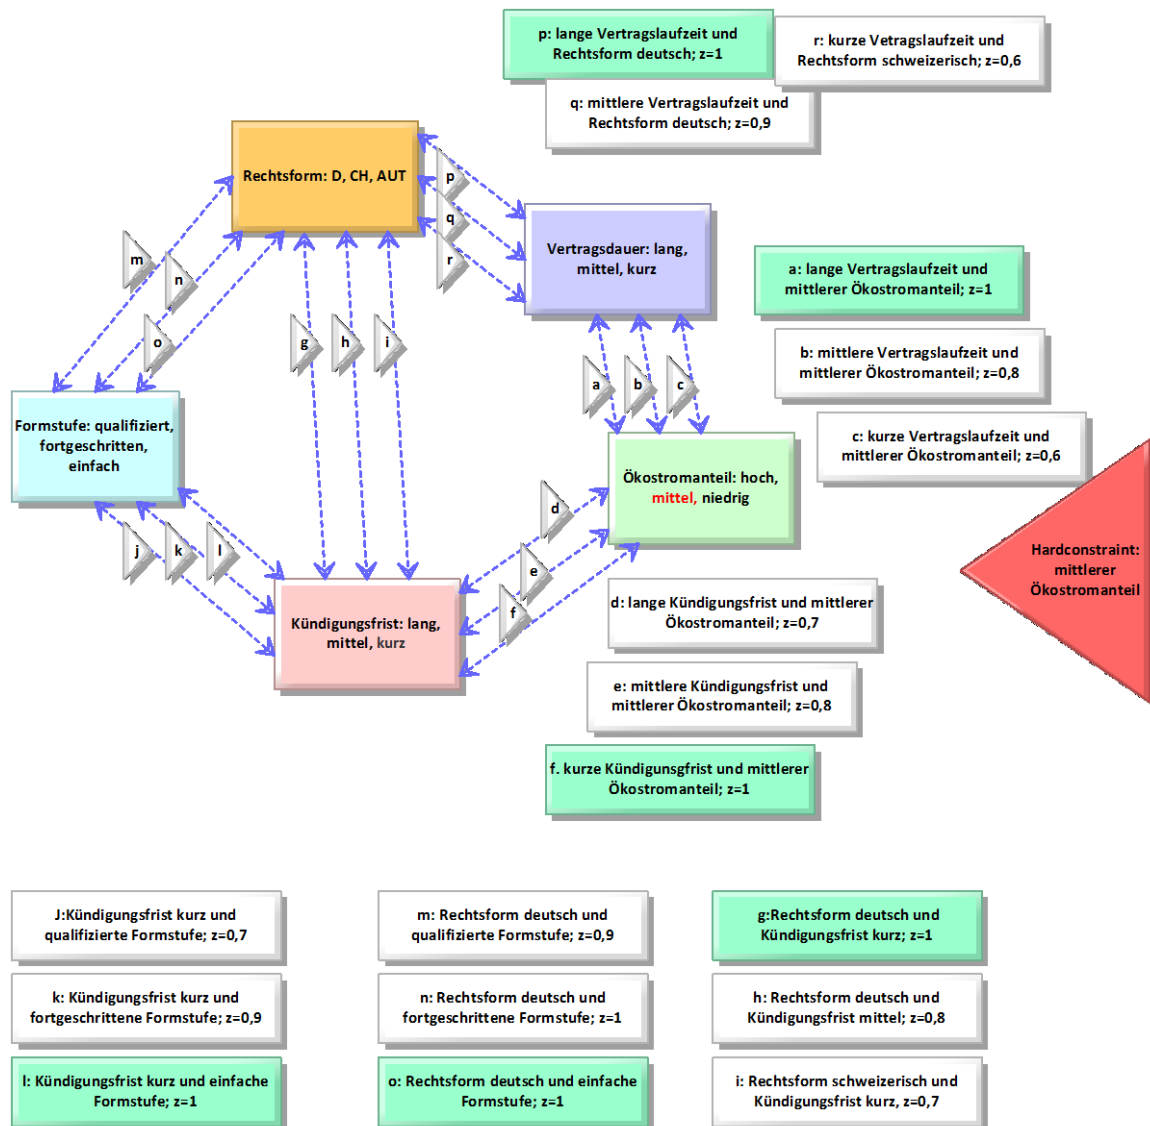 p: lange Vertragslaufzeit und
Rechtsform deutsch; z=1
r: kurze Vetragslaufzeit und
Rechtsform schweizerisch; z=0,6
q: mittlere Vertragslaufzeit und
Rechtsform deutsch; z=0,9
Rechtsform: D, CH, AUT
p
q
r
Vertragsdauer: lang,
mittel, kurz
m
n
o
g
h
i
a: lange Vertragslaufzeit und
mittlerer Ökostromanteil; z=1
b: mittlere Vertragslaufzeit und
mittlerer Ökostromanteil; z=0,8
c: kurze Vertragslaufzeit und
mittlerer Ökostromanteil; z=0,6
a
b
c
Formstufe: qualifiziert,
fortgeschritten,
einfach
Ökostromanteil: hoch,
mittel, niedrig
Hardconstraint:
mittlerer
Ökostromanteil
j
k
l
d
e
f
Kündigungsfrist: lang,
mittel, kurz
d: lange Kündigungsfrist und mittlerer
Ökostromanteil; z=0,7
e: mittlere Kündigungsfrist und
mittlerer Ökostromanteil; z=0,8
f. kurze Kündigunsgfrist und mittlerer
Ökostromanteil; z=1
J:Kündigungsfrist kurz und
qualifizierte Formstufe; z=0,7
m: Rechtsform deutsch und
qualifizierte Formstufe; z=0,9
g:Rechtsform deutsch und
Kündigungsfrist kurz; z=1
k: Kündigungsfrist kurz und
fortgeschrittene Formstufe; z=0,9
n: Rechtsform deutsch und
fortgeschrittene Formstufe; z=1
h: Rechtsform deutsch und
Kündigungsfrist mittel; z=0,8
l: Kündigungsfrist kurz und einfache
Formstufe; z=1
o: Rechtsform deutsch und einfache
Formstufe; z=1
i: Rechtsform schweizerisch und
Kündigungsfrist kurz, z=0,7